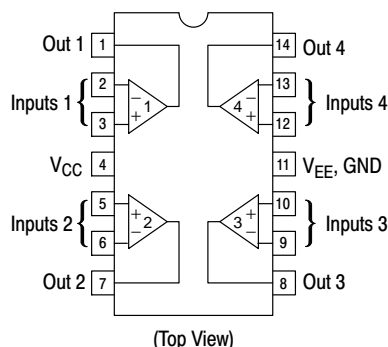 Out 1 1 14 Out 4
2 − 1 − 13
Inputs 1 { 4 } Inputs 4
3 + + 12
VCC 4 11 VEE, GND
5 + + 10
Inputs 2 { 2 3 } Inputs 3
6 − − 9
Out 2 7 8 Out 3
(Top View)